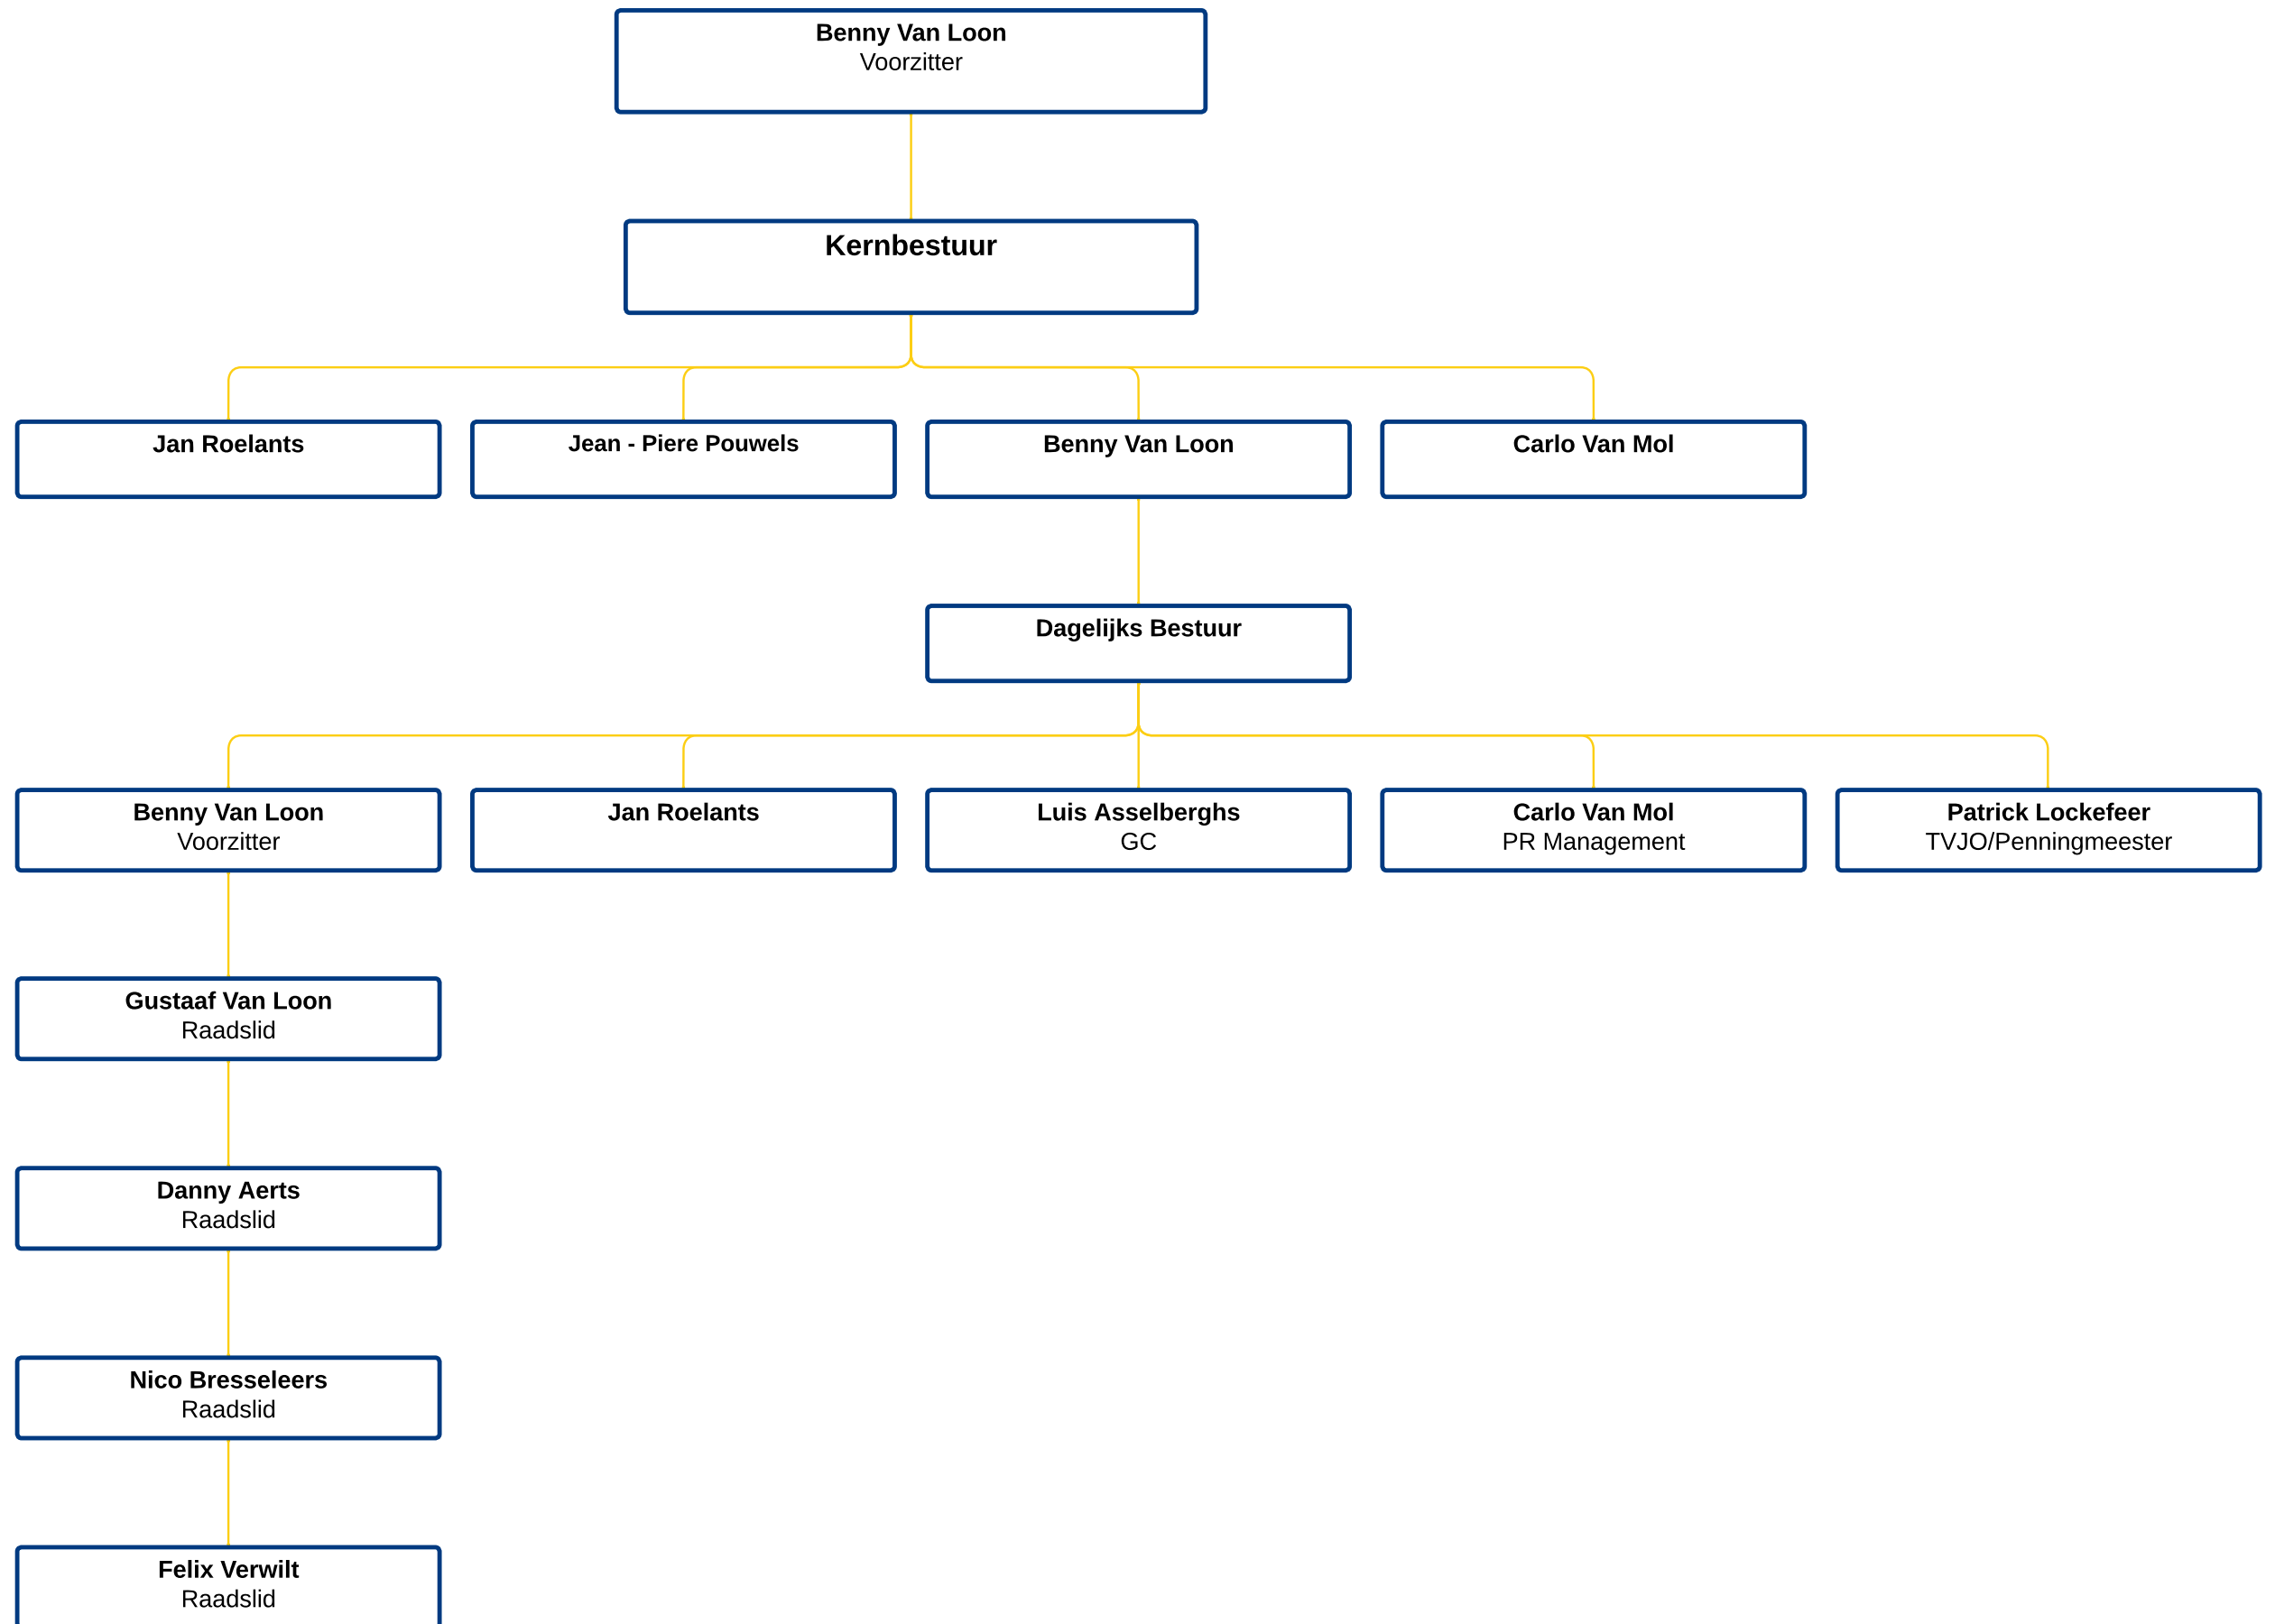 Benny Van Loon
Voorzitter
Kernbestuur
Jan Roelants
Jean - Piere Pouwels
Benny Van Loon
Carlo Van Mol
Dagelijks Bestuur
Benny Van Loon
Voorzitter
Jan Roelants
Luis Asselberghs
GC
Carlo Van Mol
PR Management
Patrick Lockefeer
TVJO/Penningmeester
Gustaaf Van Loon
Raadslid
Danny Aerts
Raadslid
Nico Bresseleers
Raadslid
Felix Verwilt
Raadslid